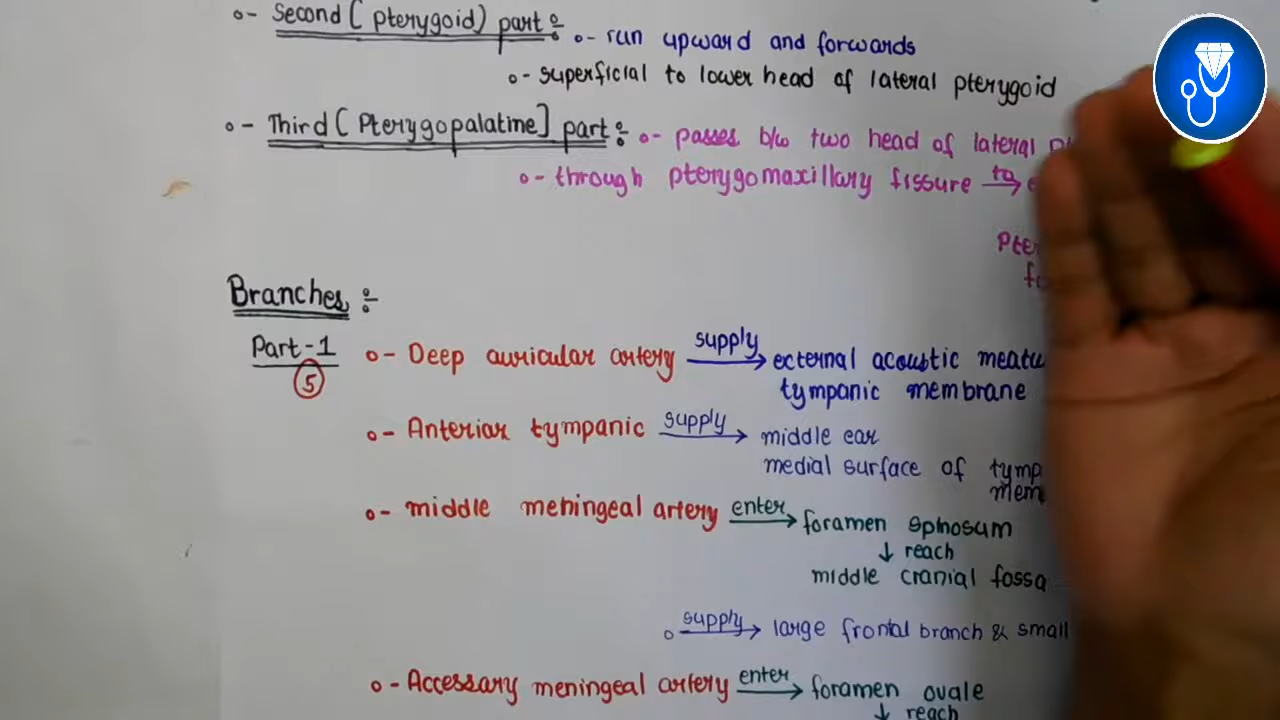 o- Second ( pterygoid) part :- o- run upward and forwards
o- superficial to lower head of lateral pterygoid
o- Third [ Pterygopalatine] part :- o- passes b/w two head of lateral
o- through pterygomaxillary fissure to →
Branches :-
Part-1 o- Deep auricular artery supply → external acoustic
5 tympanic membrane
o- Anteriar tympanic supply → middle ear
medial surface of
o- middle meningeal artery enter → foramen spinosum
↓ reach
middle cranial fossa
o supply → large frontal branch & small
o- Accessary meningeal artery enter → foramen ovale
↓ reach